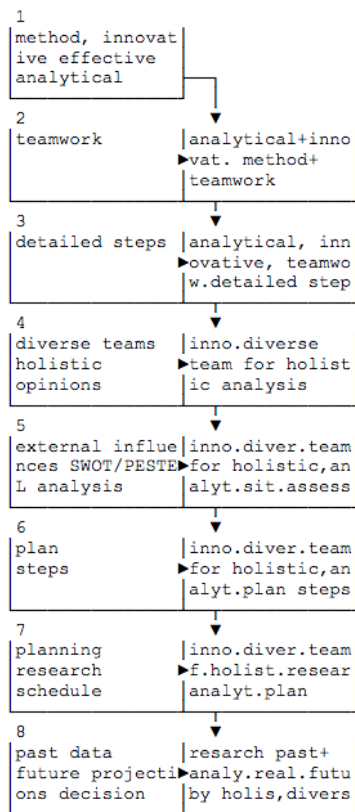 1
method, innovat
ive effective
analytical
2
teamwork analytical+inno
vat. method+
teamwork
3
detailed steps analytical, inn
ovative, teamwo
w.detailed step
4
diverse teams inno.diverse
holistic team for holist
opinions ic analysis
5
external influe inno.diver.team
nces SWOT/PESTE for holistic,an
L analysis alyt.sit.assess
6
plan inno.diver.team
steps for holistic,an
alyt.plan steps
7
planning inno.diver.team
research f.holist.resear
schedule analyt.plan
8
past data resarch past+
future projecti analy.real.futu
ons decision by holis,divers